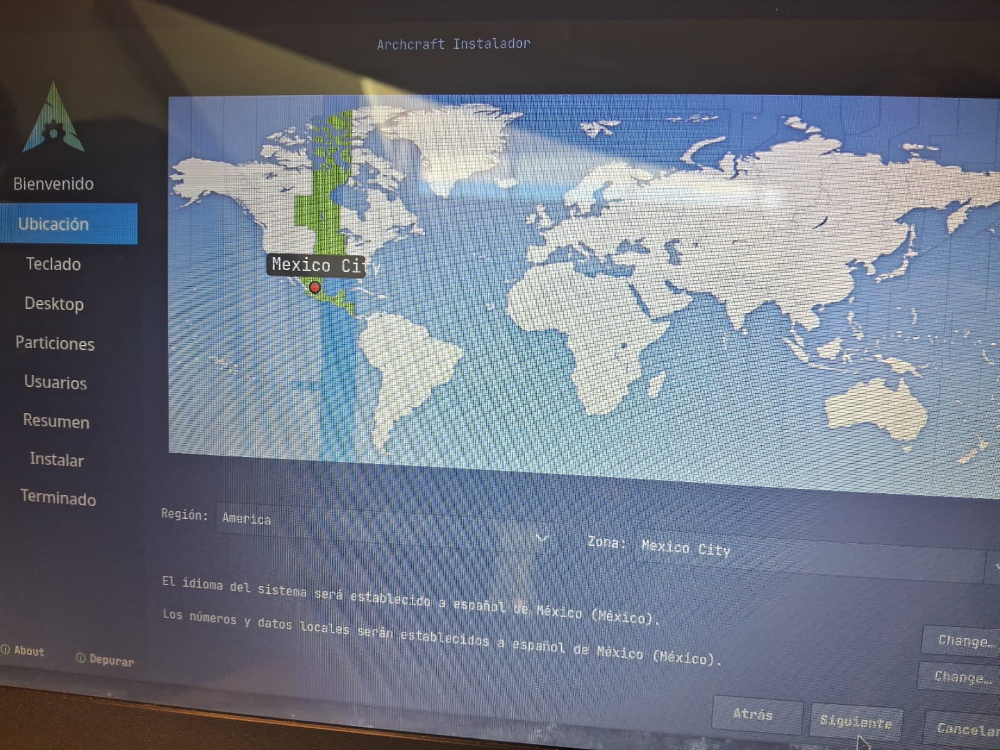 Archcraft Instalador
Bienvenido
Ubicación
Teclado
Desktop
Particiones
Usuarios
Resumen
Instalar
Terminado
Mexico City
Región: America
Zona: Mexico City
El idioma del sistema será establecido a español de México (México).
Los números y datos locales serán establecidos a español de México (México).
Change…
Change…
About
Depurar
Atrás
Siguiente
Cancelar